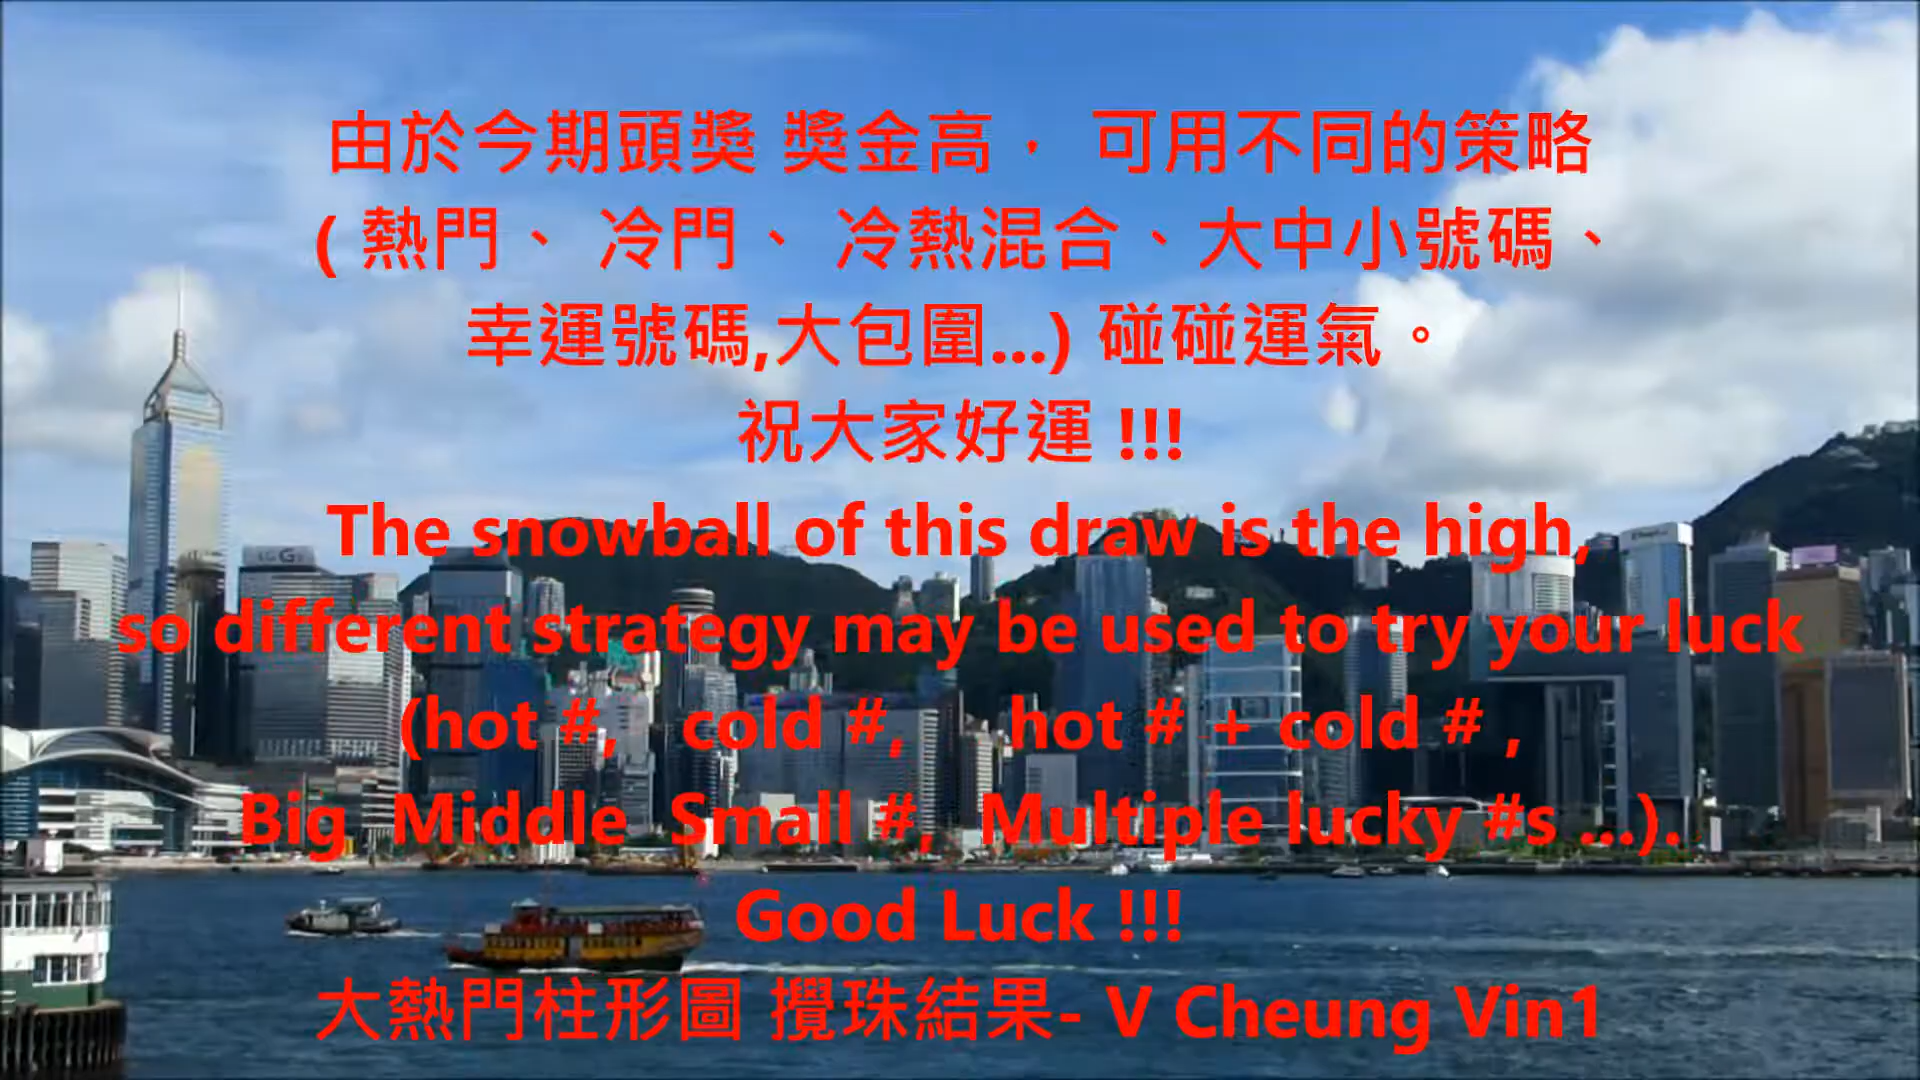 由於今期頭獎 獎金高， 可用不同的策略
( 熱門、 冷門、 冷熱混合、大中小號碼、
幸運號碼,大包圍...) 碰碰運氣。
祝大家好運 !!!
The snowball of this draw is the high,
so different strategy may be used to try your luck
(hot #, cold #, hot # + cold # ,
Big Middle Small #, Multiple lucky #s ...).
Good Luck !!!
大熱門柱形圖 攪珠結果- V Cheung Vin1
LG G